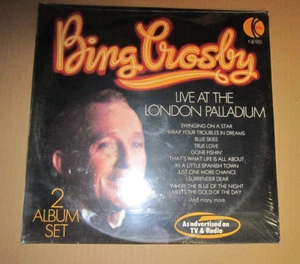 Bing Crosby
K
NE951
LIVE AT THE
LONDON PALLADIUM
SWINGING ON A STAR
WRAP YOUR TROUBLES IN DREAMS
BLUE SKIES
TRUE LOVE
GONE FISHIN'
THAT'S WHAT LIFE IS ALL ABOUT
IN A LITTLE SPANISH TOWN
JUST ONE MORE CHANCE
I SURRENDER DEAR
WHERE THE BLUE OF THE NIGHT
MEETS THE GOLD OF THE DAY
And many more
2
ALBUM
SET
As advertised on
TV & Radio